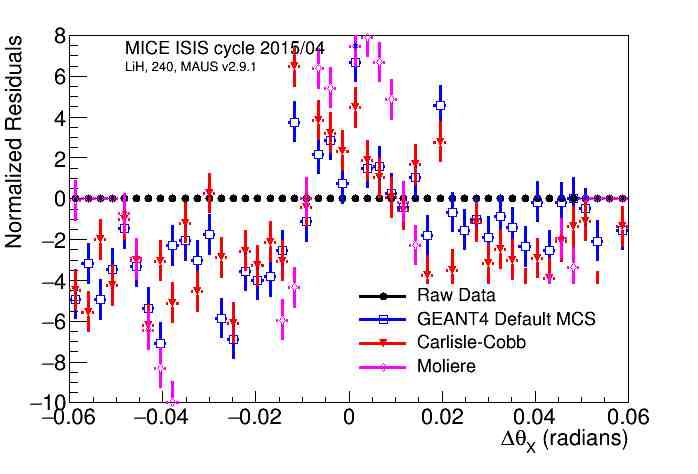 MICE ISIS cycle 2015/04
LiH, 240, MAUS v2.9.1
Normalized Residuals
8
6
4
2
0
−2
−4
−6
−8
−10
Raw Data
GEANT4 Default MCS
Carlisle-Cobb
Moliere
−0.06 −0.04 −0.02 0 0.02 0.04 0.06
Δθ_X (radians)